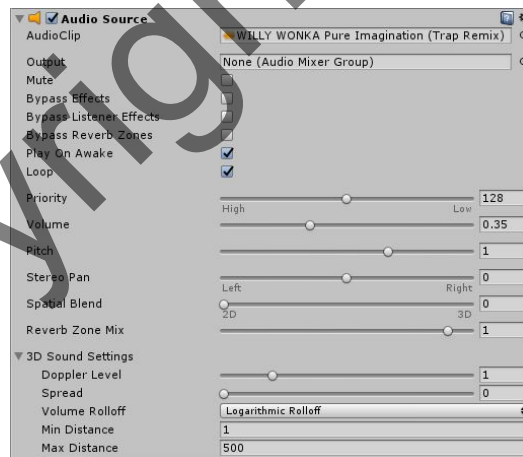 Audio Source
AudioClip WILLY WONKA Pure Imagination (Trap Remix)
Output None (Audio Mixer Group)
Mute
Bypass Effects
Bypass Listener Effects
Bypass Reverb Zones
Play On Awake
Loop
Priority 128
High Low
Volume 0.35
Pitch 1
Stereo Pan 0
Left Right
Spatial Blend 0
2D 3D
Reverb Zone Mix 1
3D Sound Settings
Doppler Level 1
Spread 0
Volume Rolloff Logarithmic Rolloff
Min Distance 1
Max Distance 500